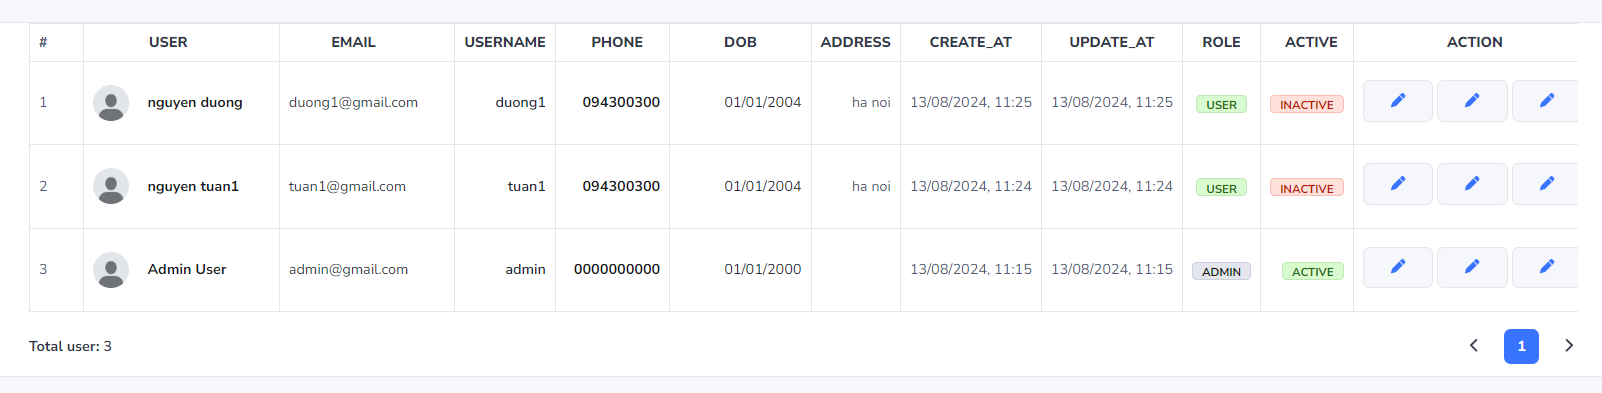 # USER EMAIL USERNAME PHONE DOB ADDRESS CREATE_AT UPDATE_AT ROLE ACTIVE ACTION
1 nguyen duong duong1@gmail.com duong1 094300300 01/01/2004 ha noi 13/08/2024, 11:25 13/08/2024, 11:25 USER INACTIVE
2 nguyen tuan1 tuan1@gmail.com tuan1 094300300 01/01/2004 ha noi 13/08/2024, 11:24 13/08/2024, 11:24 USER INACTIVE
3 Admin User admin@gmail.com admin 0000000000 01/01/2000 13/08/2024, 11:15 13/08/2024, 11:15 ADMIN ACTIVE
Total user: 3 1